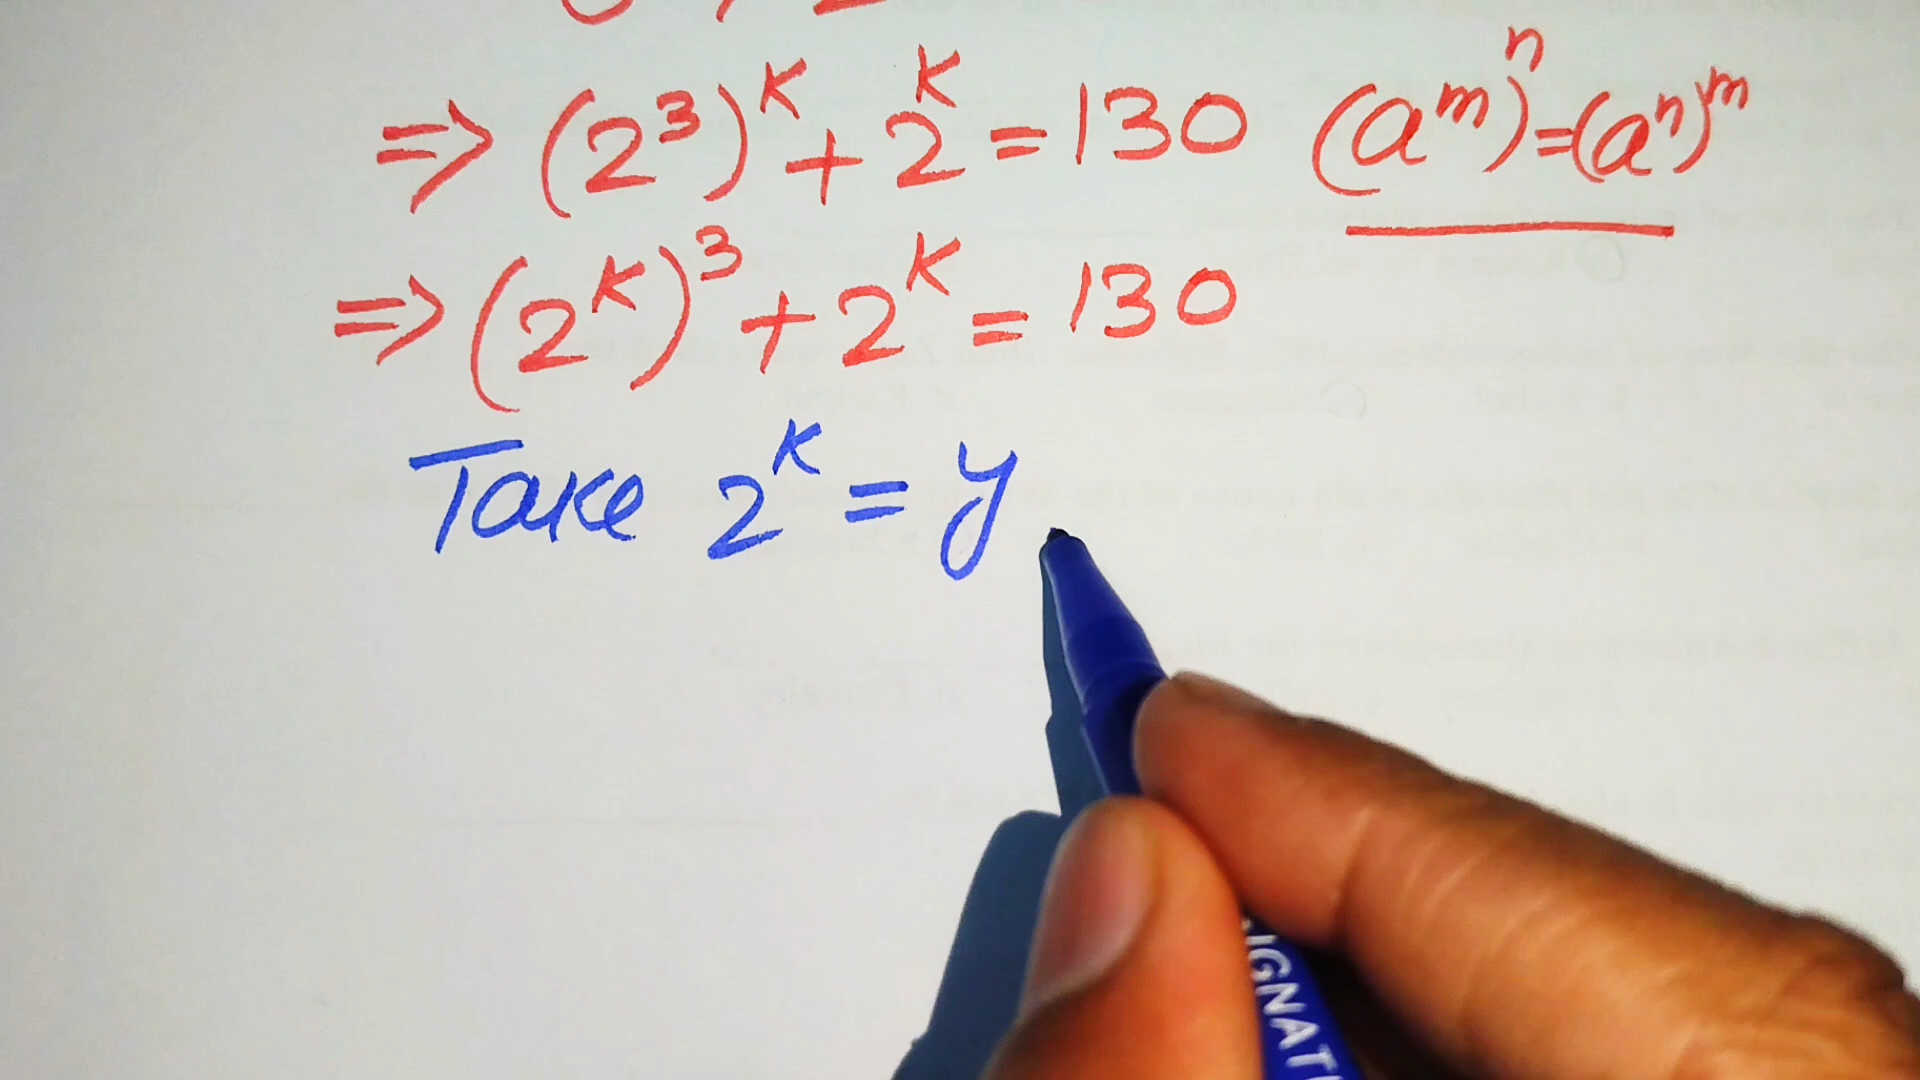 => (2³)ᵏ + 2ᵏ = 130 (aᵐ)ⁿ = (aⁿ)ᵐ
=> (2ᵏ)³ + 2ᵏ = 130
Take 2ᵏ = y